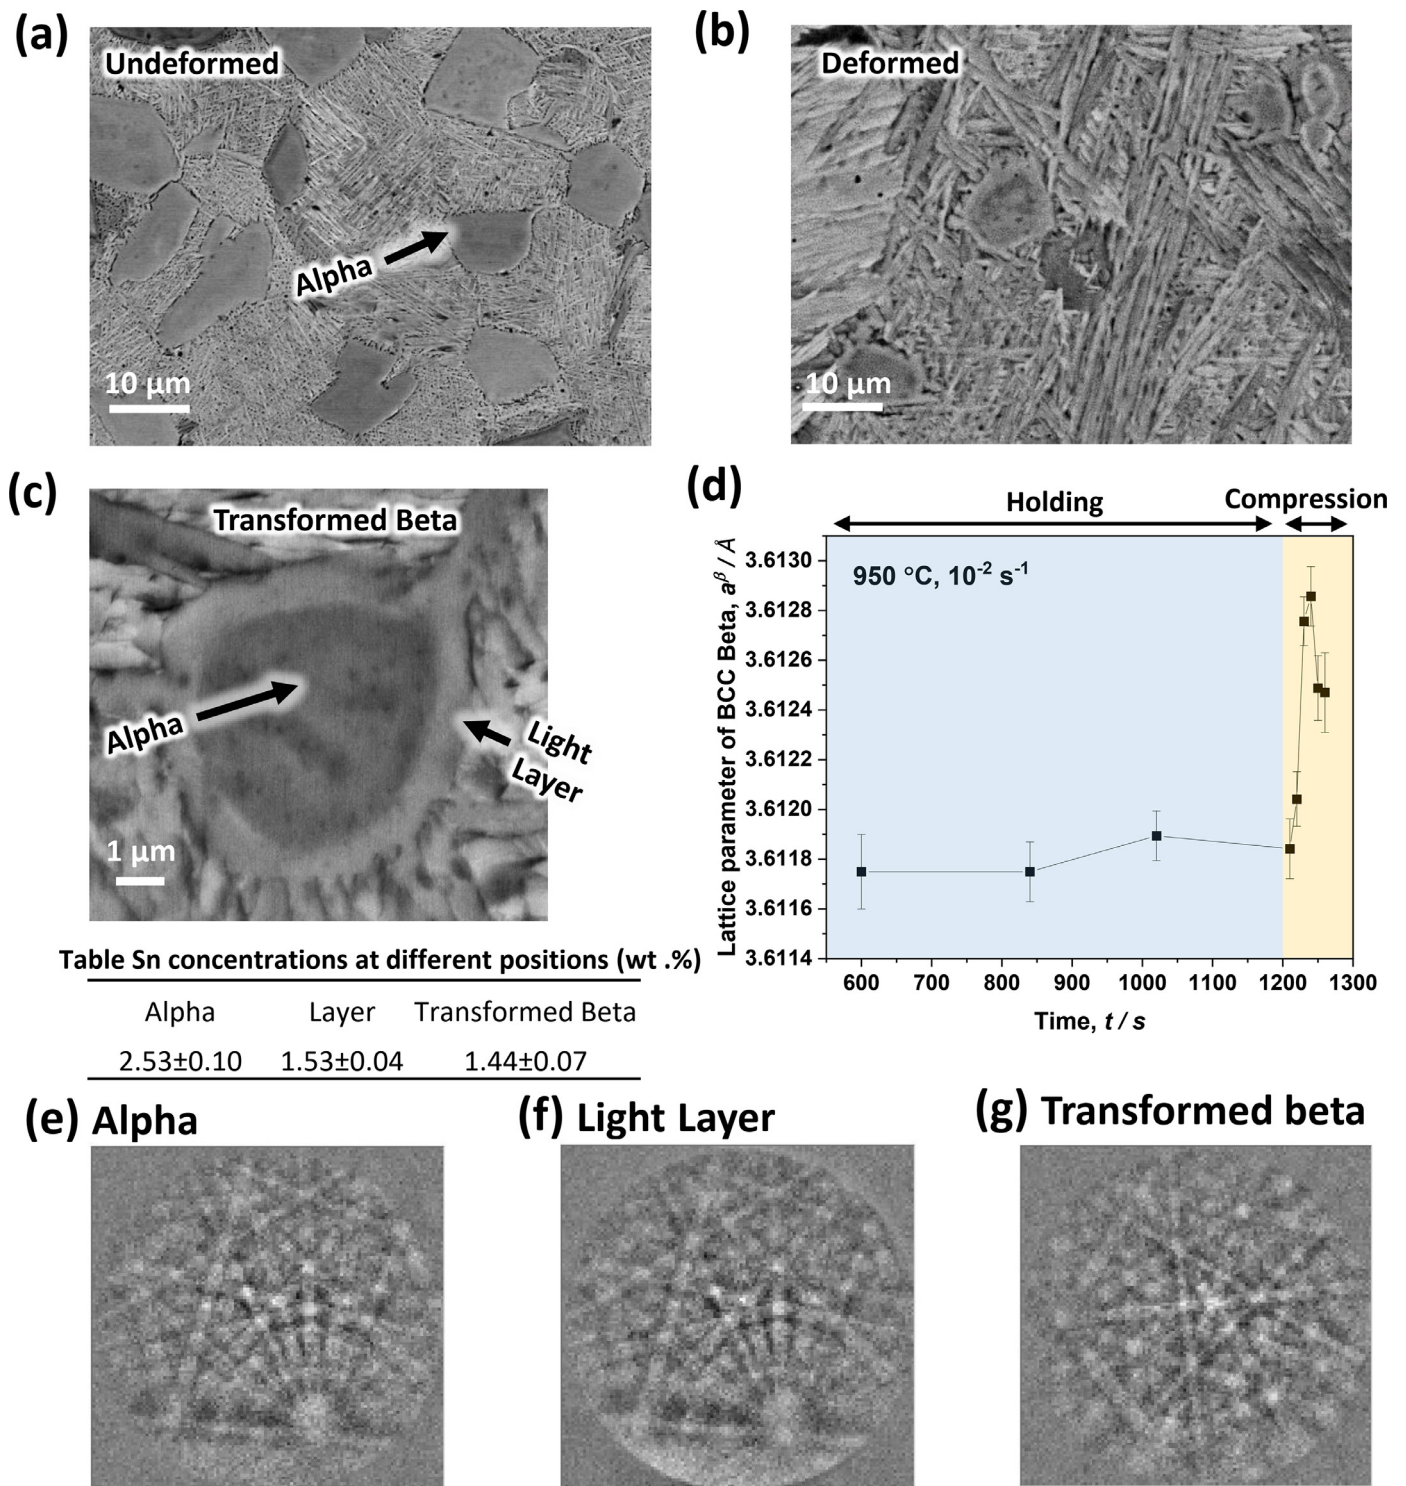 (a)
Undeformed
Alpha
10 μm
(b)
Deformed
10 μm
(c)
Transformed Beta
Alpha
Light
Layer
1 μm
Table Sn concentrations at different positions (wt .%)
Alpha Layer Transformed Beta
2.53±0.10 1.53±0.04 1.44±0.07
(d)
Holding
Compression
950 °C, 10⁻² s⁻¹
Lattice parameter of BCC Beta, aᵝ / Å
3.6130
3.6128
3.6126
3.6124
3.6122
3.6120
3.6118
3.6116
3.6114
600 700 800 900 1000 1100 1200 1300
Time, t / s
(e) Alpha
(f) Light Layer
(g) Transformed beta